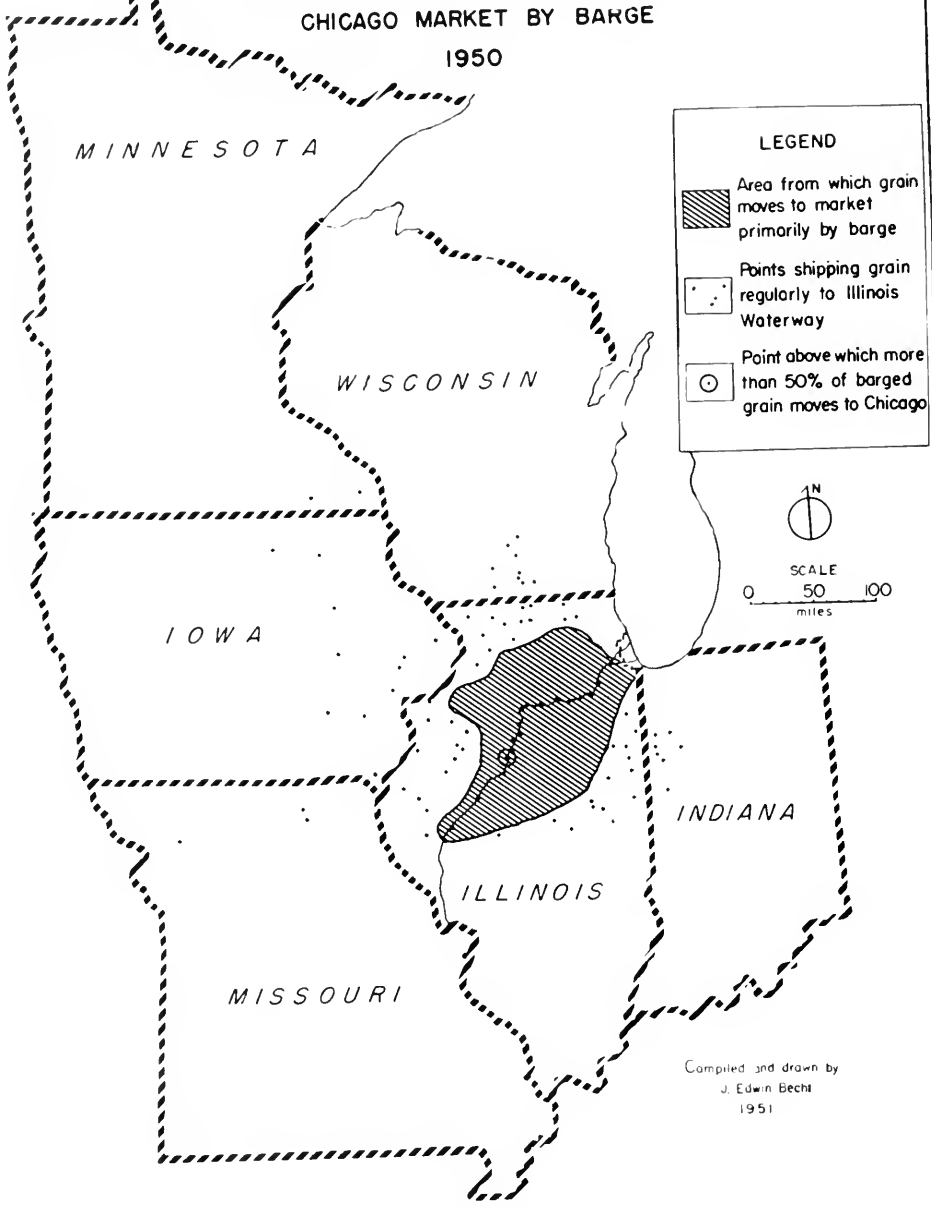 CHICAGO MARKET BY BARGE
1950
MINNESOTA
LEGEND
Area from which grain
moves to market
primarily by barge
Points shipping grain
regularly to Illinois
Waterway
Point above which more
than 50% of barged
grain moves to Chicago
WISCONSIN
N
SCALE
0 50 100
miles
IOWA
INDIANA
ILLINOIS
MISSOURI
Compiled and drawn by
J. Edwin Becht
1951